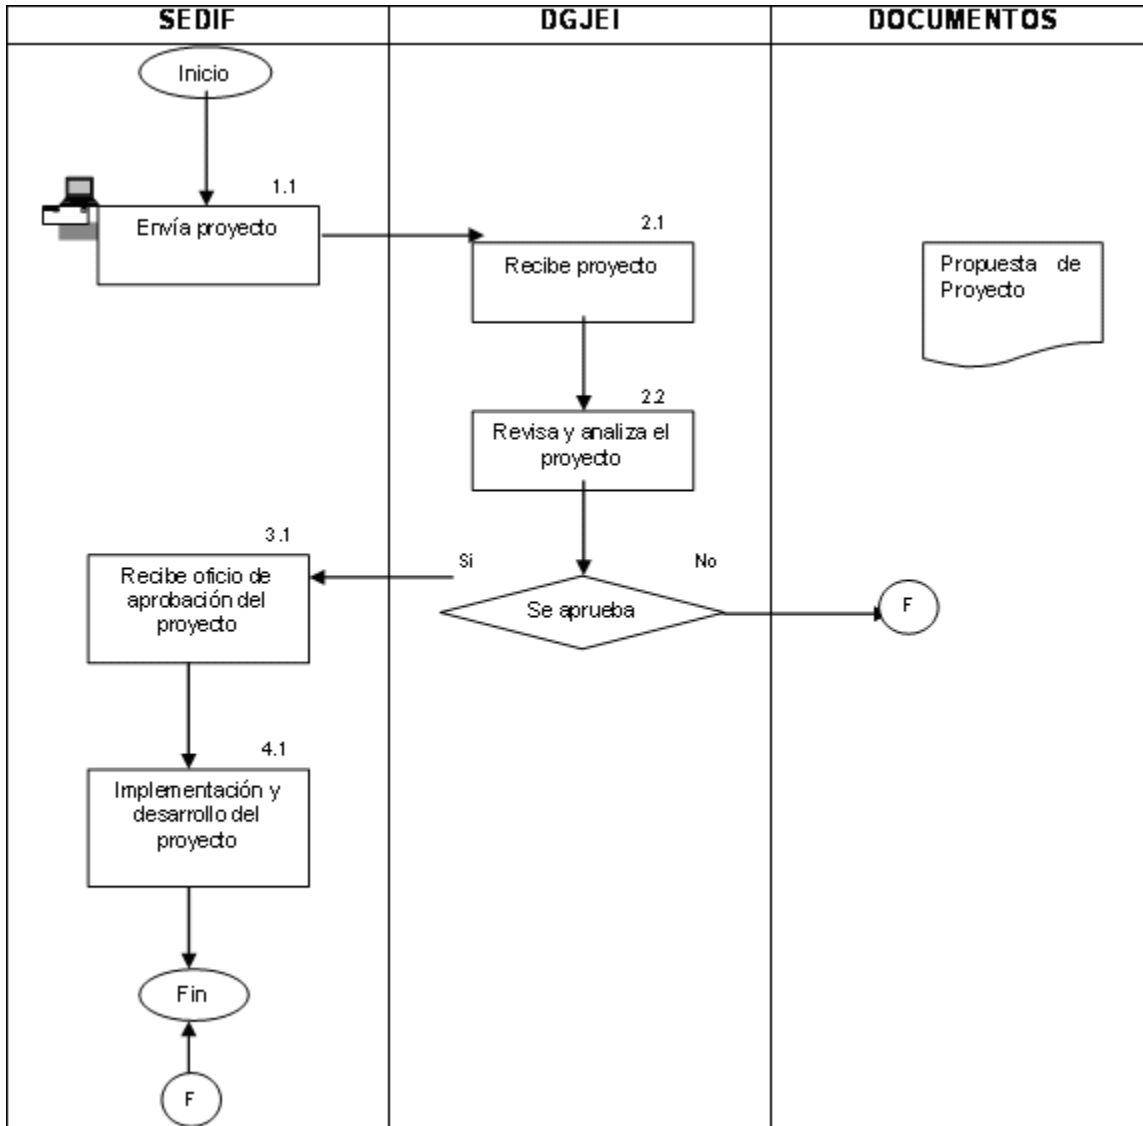 SEDIF
DGJEI
DOCUMENTOS
Inicio
1.1
Envía proyecto
2.1
Recibe proyecto
Propuesta de
Proyecto
2.2
Revisa y analiza el
proyecto
3.1
Recibe oficio de
aprobación del
proyecto
Si
No
Se aprueba
F
4.1
Implementación y
desarrollo del
proyecto
Fin
F